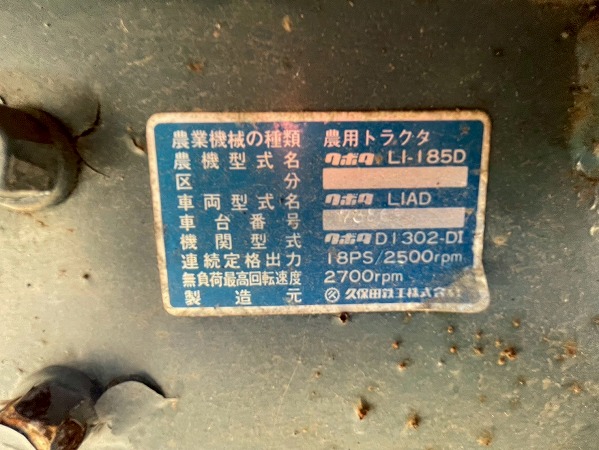 農業機械の種類 農用トラクタ
農機型式名 クボタ L1-185D
区分
車両型式名 クボタ L1AD
車台番号
機関型式 クボタ D1302-DI
連続定格出力 18PS/2500rpm
無負荷最高回転速度 2700rpm
製造元 久保田鉄工株式会社